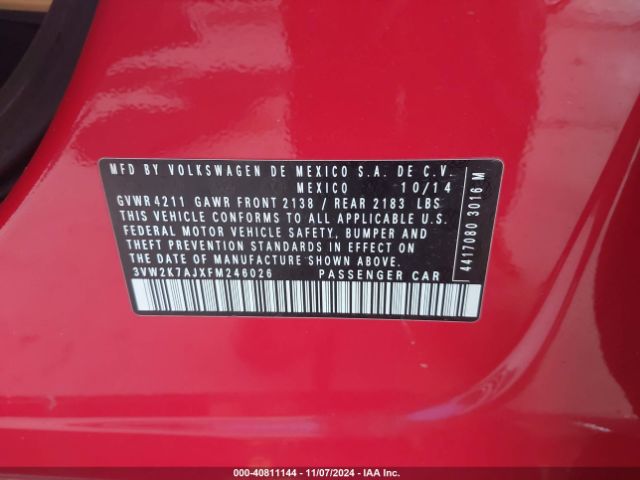 MFD BY VOLKSWAGEN DE MEXICO S.A. DE C.V.
MEXICO 10/14
GVWR 4211 GAWR FRONT 2138 / REAR 2183 LBS
THIS VEHICLE CONFORMS TO ALL APPLICABLE U.S.
FEDERAL MOTOR VEHICLE SAFETY, BUMPER AND
THEFT PREVENTION STANDARDS IN EFFECT ON
THE DATE OF MANUFACTURE SHOWN ABOVE.
3VW2K7AJXFM246026 PASSENGER CAR
4417080 3016 M
000-40811144 - 11/07/2024 - IAA Inc.